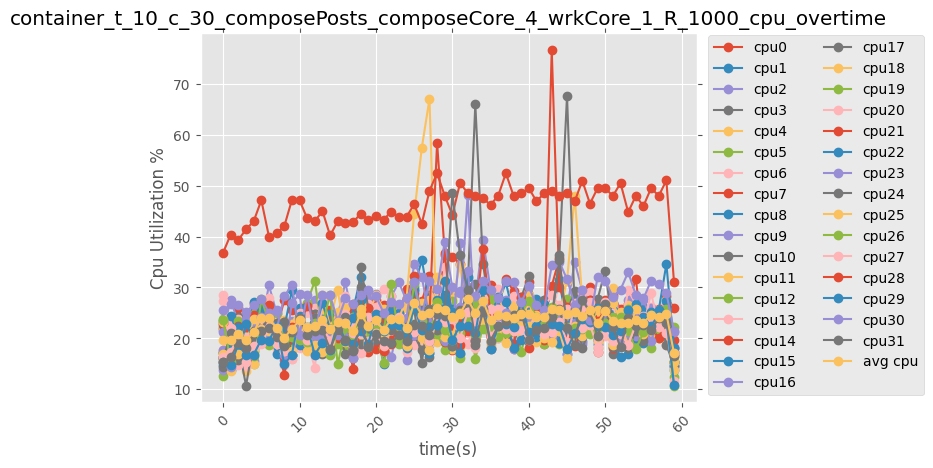 container_t_10_c_30_composePosts_composeCore_4_wrkCore_1_R_1000_cpu_overtime
Cpu Utilization %
70
60
50
40
30
20
10
0
10
20
30
40
50
60
time(s)
cpu0
cpu1
cpu2
cpu3
cpu4
cpu5
cpu6
cpu7
cpu8
cpu9
cpu10
cpu11
cpu12
cpu13
cpu14
cpu15
cpu16
cpu17
cpu18
cpu19
cpu20
cpu21
cpu22
cpu23
cpu24
cpu25
cpu26
cpu27
cpu28
cpu29
cpu30
cpu31
avg cpu